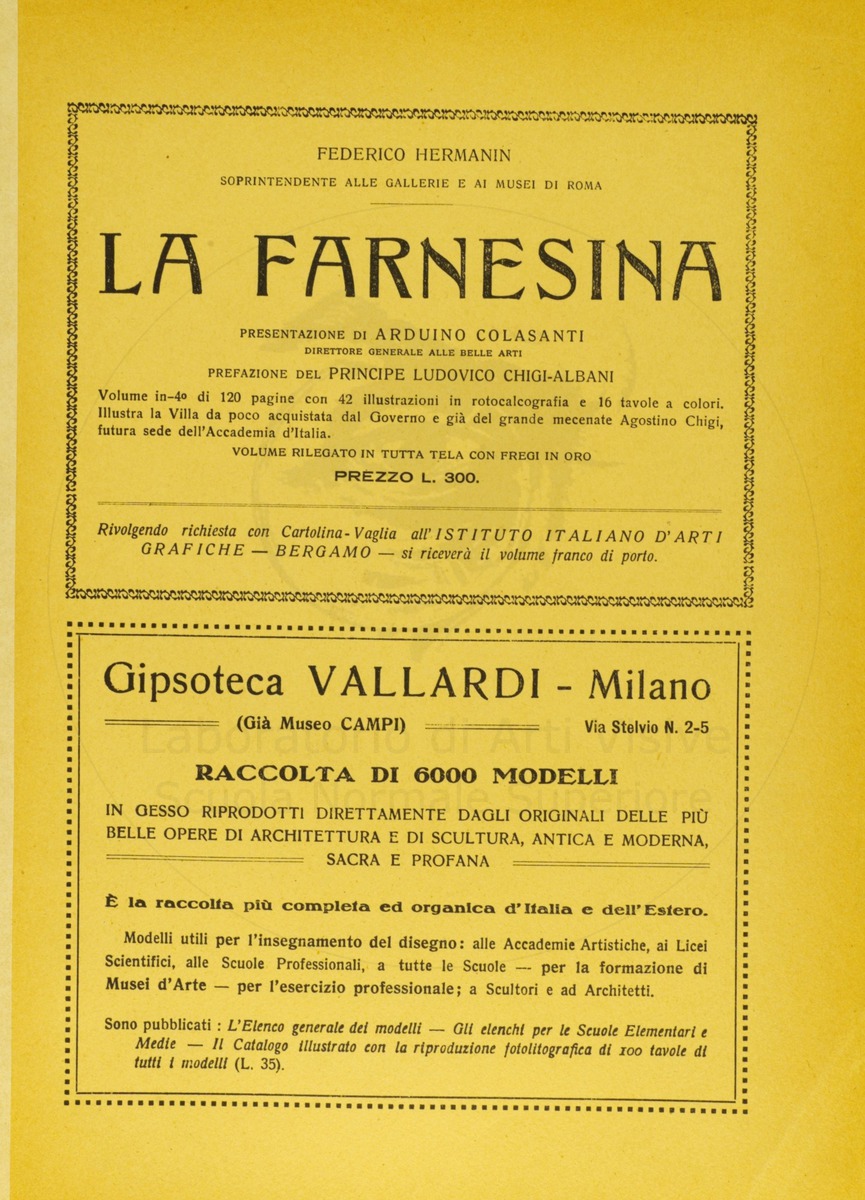 FEDERICO HERMANIN
SOPRINTENDENTE ALLE GALLERIE E AI MUSEI DI ROMA
LA FARNESINA
PRESENTAZIONE DI ARDUINO COLASANTI
DIRETTORE GENERALE ALLE BELLE ARTI
PREFAZIONE DEL PRINCIPE LUDOVICO CHIGI-ALBANI
Volume in-4º di 120 pagine con 42 illustrazioni in rotocalcografia e 16 tavole a colori.
Illustra la Villa da poco acquistata dal Governo e già del grande mecenate Agostino Chigi,
futura sede dell'Accademia d'Italia.
VOLUME RILEGATO IN TUTTA TELA CON FREGI IN ORO
PREZZO L. 300.
Rivolgendo richiesta con Cartolina-Vaglia all'ISTITUTO ITALIANO D'ARTI
GRAFICHE — BERGAMO — si riceverà il volume franco di porto.
Gipsoteca VALLARDI - Milano
(Già Museo CAMPI) Via Stelvio N. 2-5
Laboratorio di Arti Visive
RACCOLTA DI 6000 MODELLI
Scuola Normale Superiore
IN GESSO RIPRODOTTI DIRETTAMENTE DAGLI ORIGINALI DELLE PIÙ
BELLE OPERE DI ARCHITETTURA E DI SCULTURA, ANTICA E MODERNA,
SACRA E PROFANA
È la raccolta più completa ed organica d'Italia e dell'Estero.
Modelli utili per l'insegnamento del disegno: alle Accademie Artistiche, ai Licei
Scientifici, alle Scuole Professionali, a tutte le Scuole — per la formazione di
Musei d'Arte — per l'esercizio professionale; a Scultori e ad Architetti.
Sono pubblicati : L'Elenco generale dei modelli — Gli elenchi per le Scuole Elementari e
Medie — Il Catalogo illustrato con la riproduzione fotolitografica di 100 tavole di
tutti i modelli (L. 35).